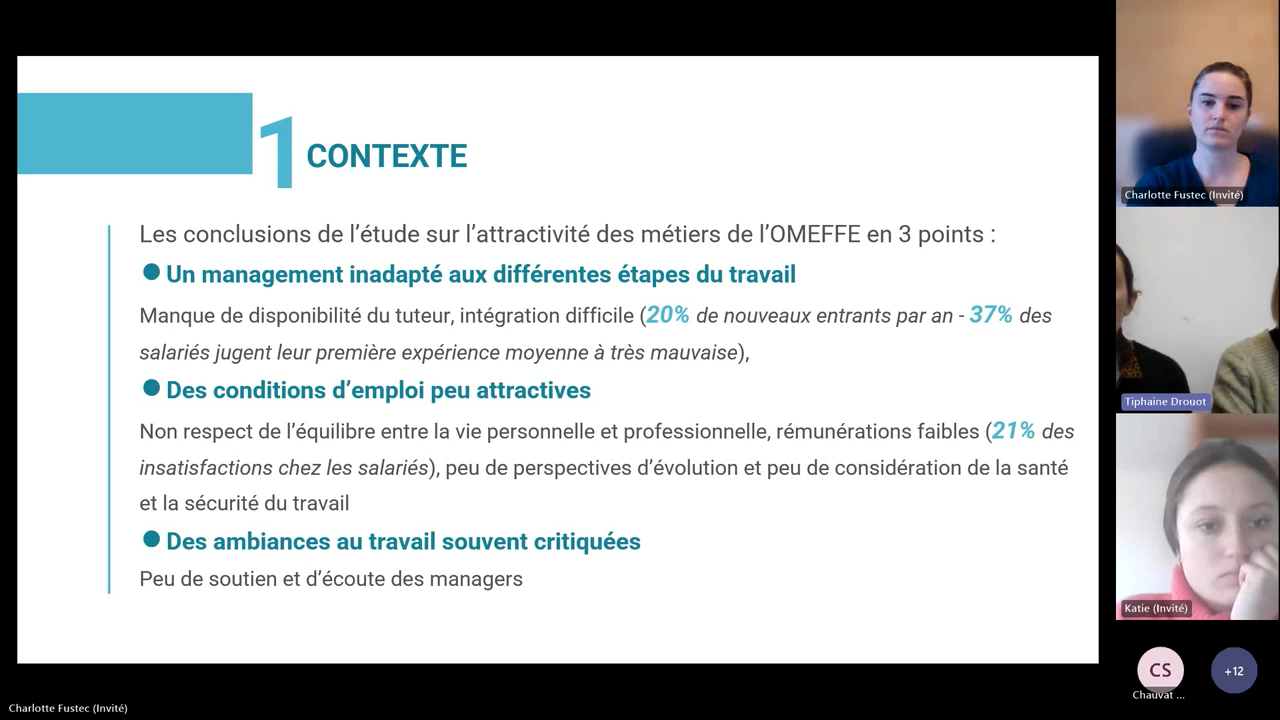 1 CONTEXTE
Les conclusions de l’étude sur l’attractivité des métiers de l’OMEFFE en 3 points :
Un management inadapté aux différentes étapes du travail
Manque de disponibilité du tuteur, intégration difficile (20% de nouveaux entrants par an - 37% des
salariés jugent leur première expérience moyenne à très mauvaise),
Des conditions d’emploi peu attractives
Non respect de l’équilibre entre la vie personnelle et professionnelle, rémunérations faibles (21% des
insatisfactions chez les salariés), peu de perspectives d’évolution et peu de considération de la santé
et la sécurité du travail
Des ambiances au travail souvent critiquées
Peu de soutien et d’écoute des managers
Charlotte Fustec (Invité)
Tiphaine Drouot
Katie (Invité)
CS
Chauvat ...
+12
Charlotte Fustec (Invité)